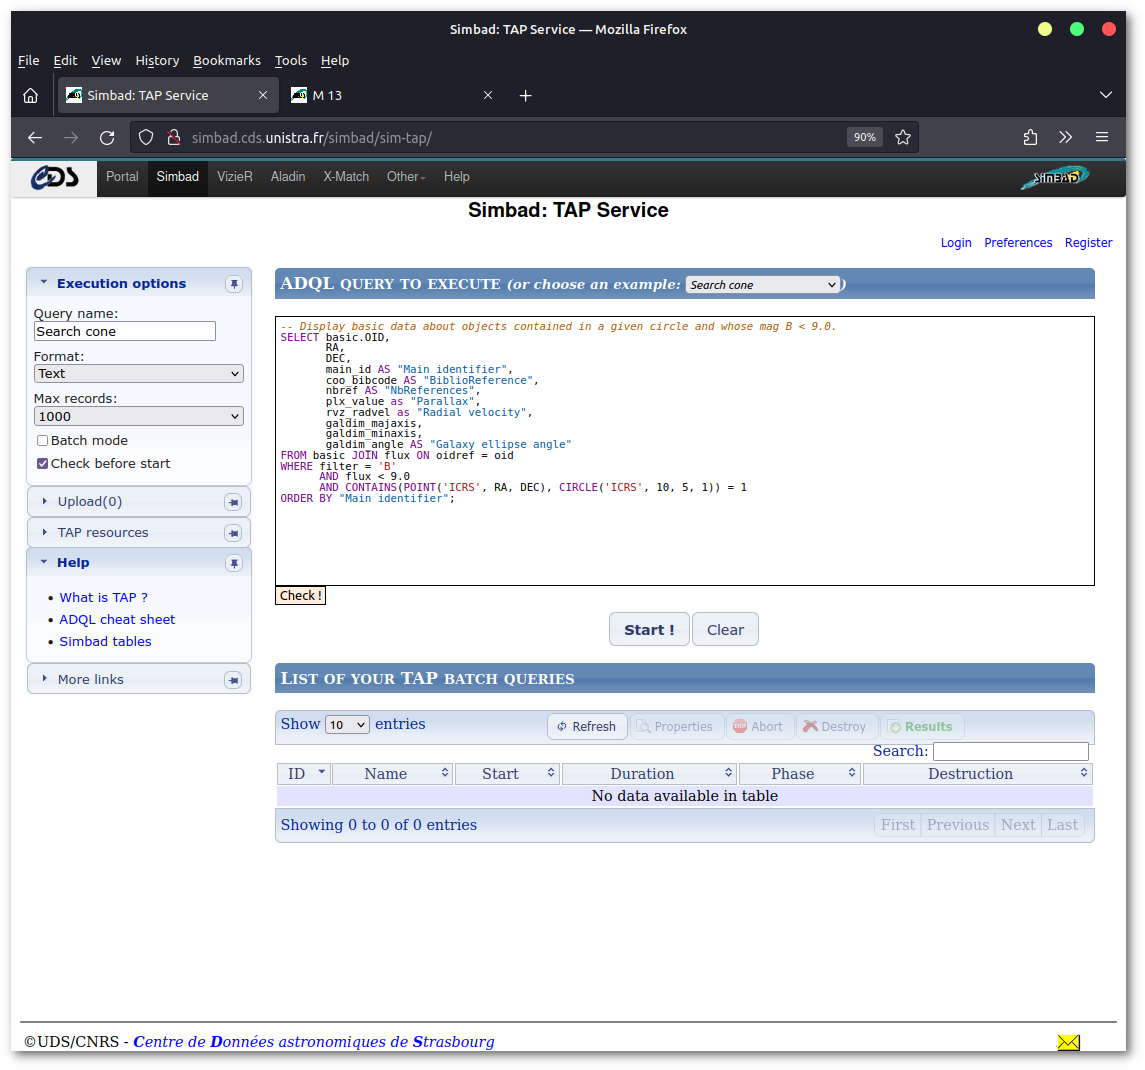 Simbad: TAP Service — Mozilla Firefox
File Edit View History Bookmarks Tools Help
Simbad: TAP Service M 13
simbad.cds.unistra.fr/simbad/sim-tap/ 90%
CDS Portal Simbad VizieR Aladin X-Match Other Help SIMBAD
Simbad: TAP Service
Login Preferences Register
Execution options
Query name:
Search cone
Format:
Text
Max records:
1000
Batch mode
Check before start
Upload(0)
TAP resources
Help
What is TAP ?
ADQL cheat sheet
Simbad tables
More links
ADQL QUERY TO EXECUTE (or choose an example: Search cone )
-- Display basic data about objects contained in a given circle and whose mag B < 9.0.
SELECT basic.OID,
RA,
DEC,
main_id AS "Main identifier",
coo_bibcode AS "BiblioReference",
nbref AS "NbReferences",
plx_value as "Parallax",
rvz_radvel as "Radial velocity",
galdim_majaxis,
galdim_minaxis,
galdim_angle AS "Galaxy ellipse angle"
FROM basic JOIN flux ON oidref = oid
WHERE filter = 'B'
AND flux < 9.0
AND CONTAINS(POINT('ICRS', RA, DEC), CIRCLE('ICRS', 10, 5, 1)) = 1
ORDER BY "Main identifier";
Check !
Start ! Clear
LIST OF YOUR TAP BATCH QUERIES
Show 10 entries Refresh Properties STOP Abort Destroy Results
Search:
ID Name Start Duration Phase Destruction
No data available in table
Showing 0 to 0 of 0 entries First Previous Next Last
©UDS/CNRS - Centre de Données astronomiques de Strasbourg